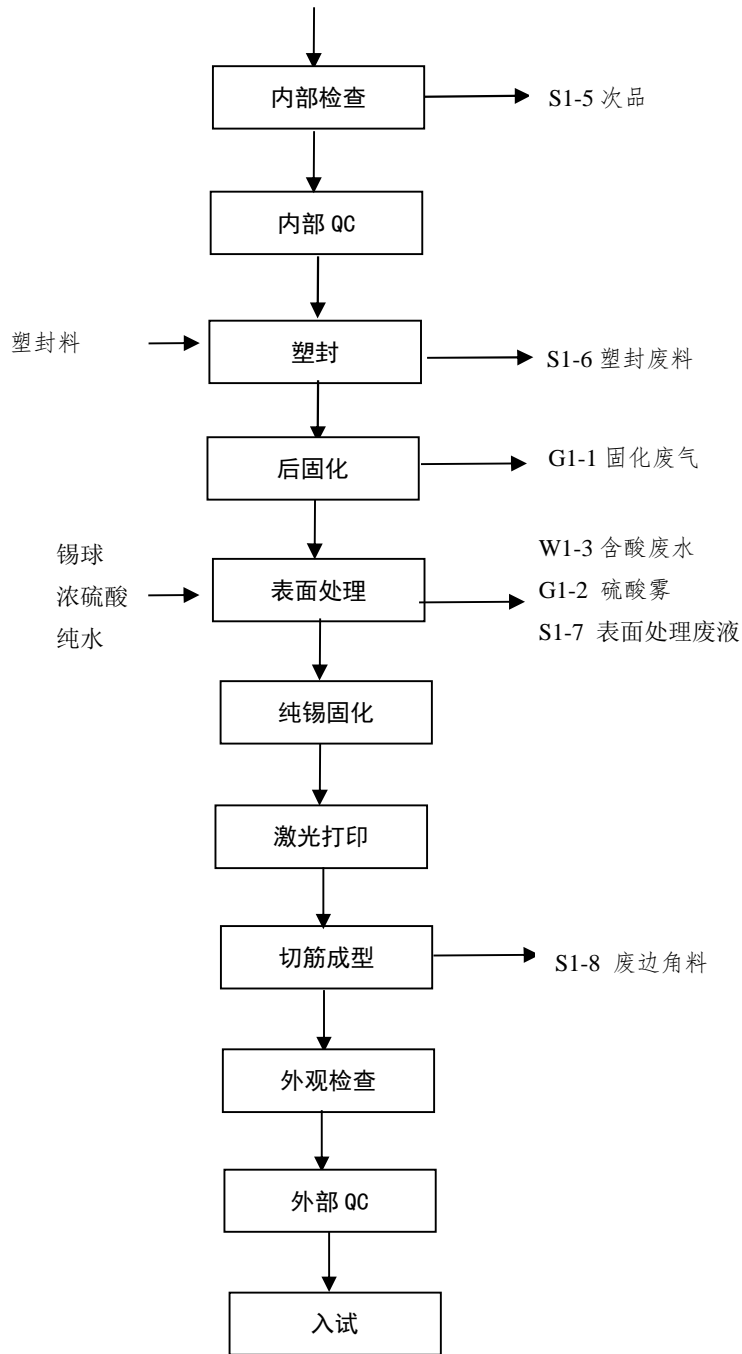 内部检查
S1-5 次品
内部 QC
塑封料
塑封
S1-6 塑封废料
后固化
G1-1 固化废气
锡球
浓硫酸
纯水
表面处理
W1-3 含酸废水
G1-2 硫酸雾
S1-7 表面处理废液
纯锡固化
激光打印
切筋成型
S1-8 废边角料
外观检查
外部 QC
入试